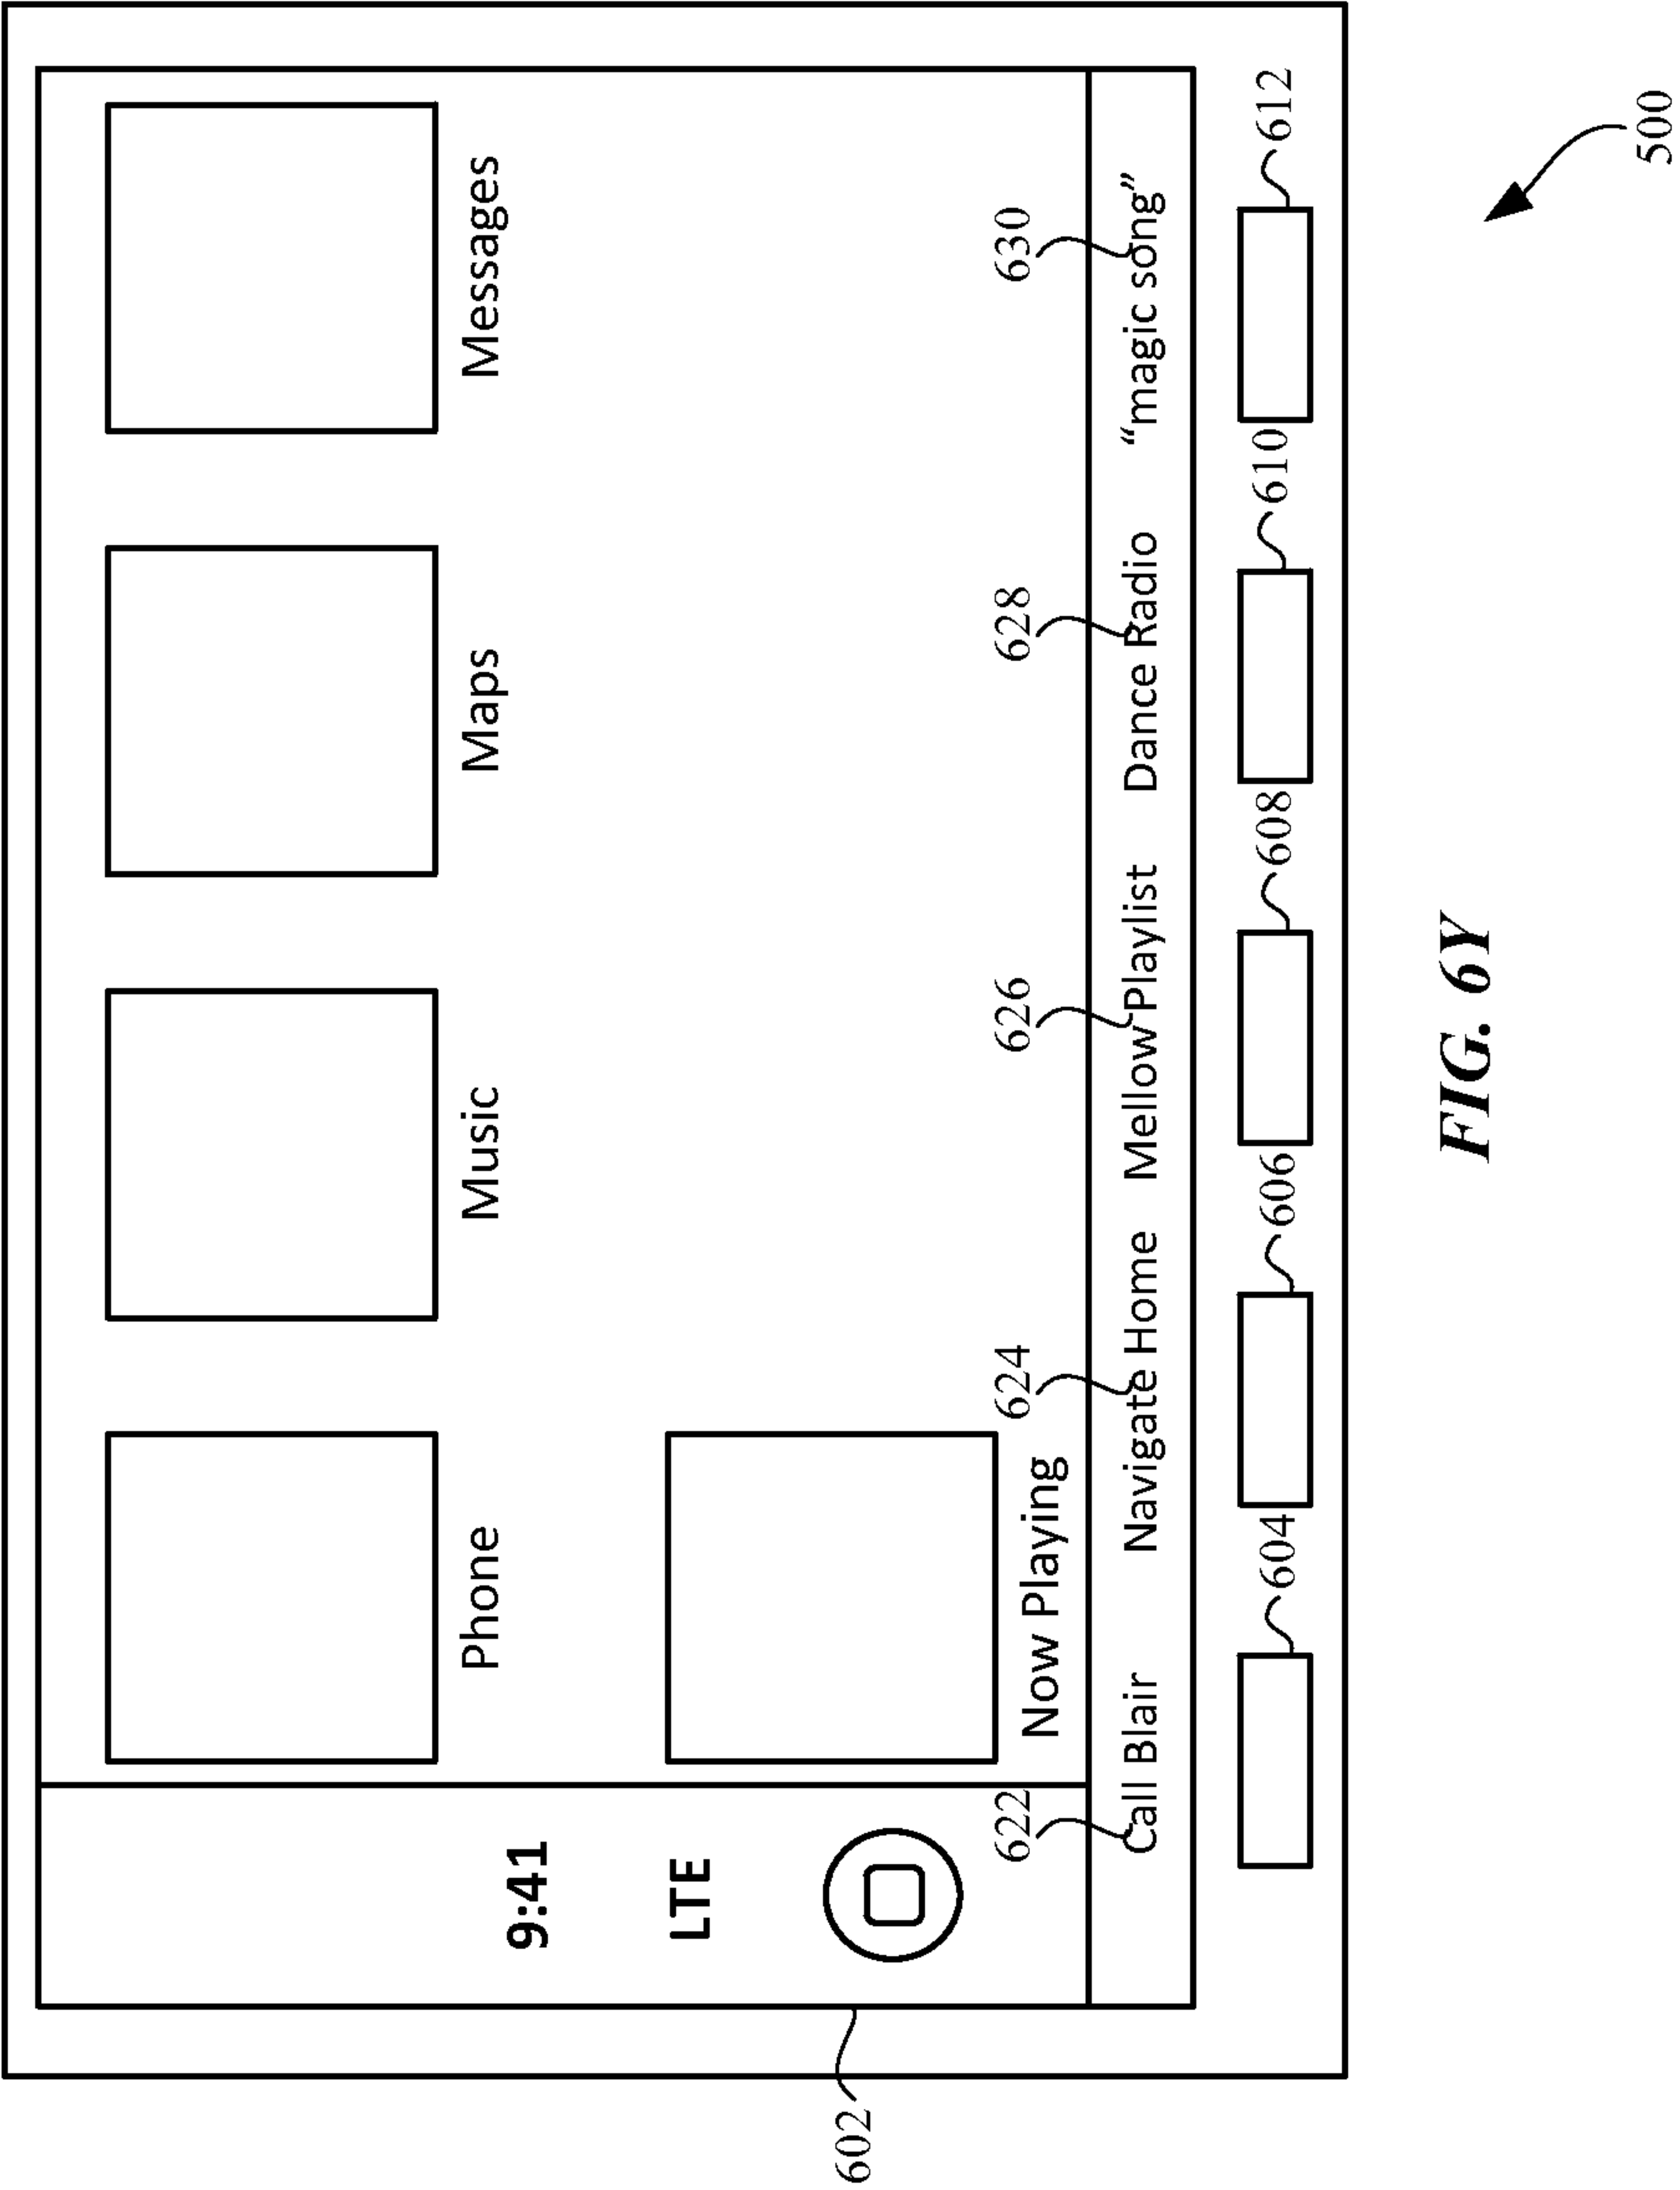 Phone Music Maps Messages
9:41
LTE
Now Playing
622 624 626 628 630
Call Blair Navigate Home Mellow Playlist Dance Radio “magic song”
602
604 606 608 610 612
FIG. 6Y
500